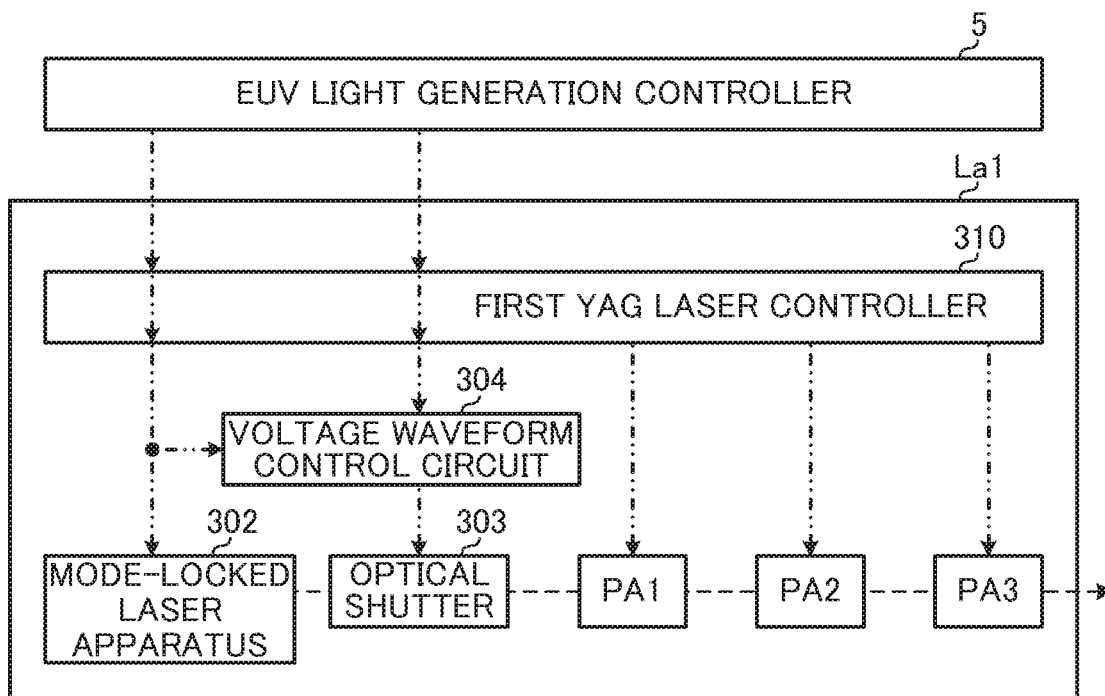 5
EUV LIGHT GENERATION CONTROLLER
La1
310
FIRST YAG LASER CONTROLLER
304
VOLTAGE WAVEFORM
CONTROL CIRCUIT
302
303
MODE-LOCKED
LASER
APPARATUS
OPTICAL
SHUTTER
PA1
PA2
PA3